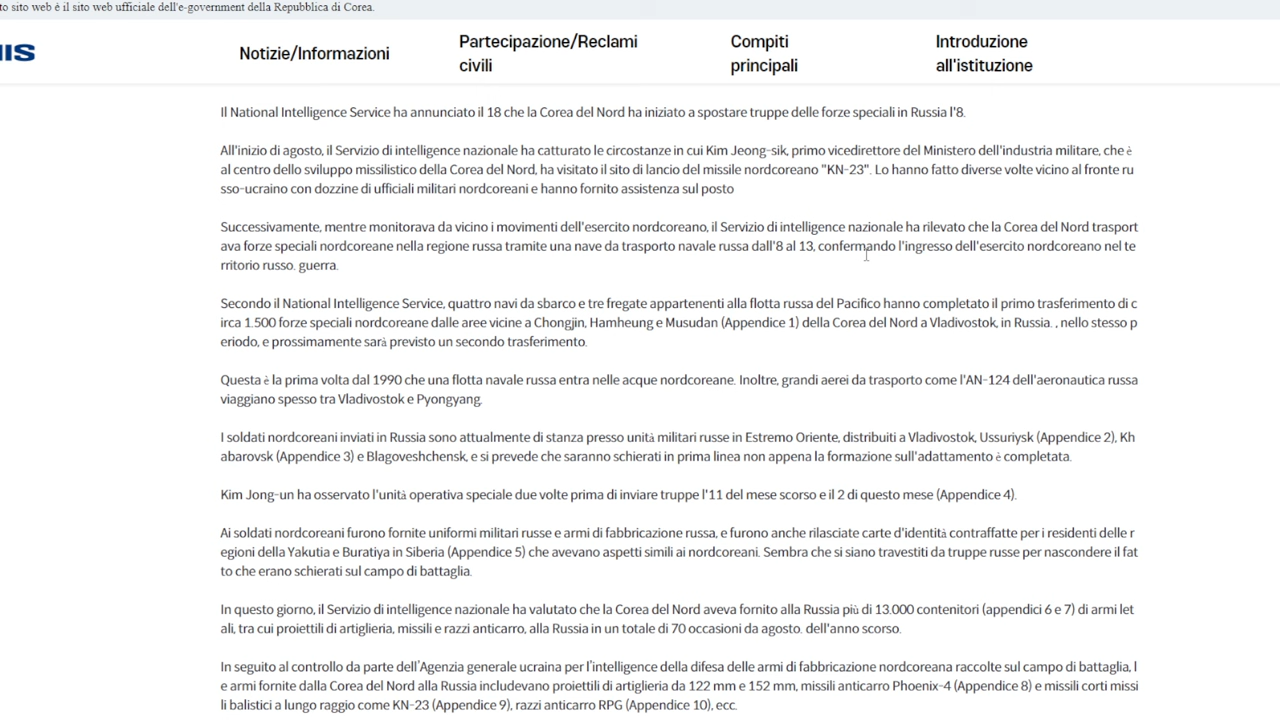 to sito web è il sito web ufficiale dell'e-government della Repubblica di Corea.
IIS
Notizie/Informazioni
Partecipazione/Reclami
civili
Compiti
principali
Introduzione
all'istituzione
Il National Intelligence Service ha annunciato il 18 che la Corea del Nord ha iniziato a spostare truppe delle forze speciali in Russia l'8.
All'inizio di agosto, il Servizio di intelligence nazionale ha catturato le circostanze in cui Kim Jeong-sik, primo vicedirettore del Ministero dell'industria militare, che è
al centro dello sviluppo missilistico della Corea del Nord, ha visitato il sito di lancio del missile nordcoreano "KN-23". Lo hanno fatto diverse volte vicino al fronte ru
sso-ucraino con dozzine di ufficiali militari nordcoreani e hanno fornito assistenza sul posto
Successivamente, mentre monitorava da vicino i movimenti dell'esercito nordcoreano, il Servizio di intelligence nazionale ha rilevato che la Corea del Nord trasport
ava forze speciali nordcoreane nella regione russa tramite una nave da trasporto navale russa dall'8 al 13, confermando l'ingresso dell'esercito nordcoreano nel te
rritorio russo. guerra.
Secondo il National Intelligence Service, quattro navi da sbarco e tre fregate appartenenti alla flotta russa del Pacifico hanno completato il primo trasferimento di c
irca 1.500 forze speciali nordcoreane dalle aree vicine a Chongjin, Hamheung e Musudan (Appendice 1) della Corea del Nord a Vladivostok, in Russia. , nello stesso p
eriodo, e prossimamente sarà previsto un secondo trasferimento.
Questa è la prima volta dal 1990 che una flotta navale russa entra nelle acque nordcoreane. Inoltre, grandi aerei da trasporto come l'AN-124 dell'aeronautica russa
viaggiano spesso tra Vladivostok e Pyongyang.
I soldati nordcoreani inviati in Russia sono attualmente di stanza presso unità militari russe in Estremo Oriente, distribuiti a Vladivostok, Ussuriysk (Appendice 2), Kh
abarovsk (Appendice 3) e Blagoveshchensk, e si prevede che saranno schierati in prima linea non appena la formazione sull'adattamento è completata.
Kim Jong-un ha osservato l'unità operativa speciale due volte prima di inviare truppe l'11 del mese scorso e il 2 di questo mese (Appendice 4).
Ai soldati nordcoreani furono fornite uniformi militari russe e armi di fabbricazione russa, e furono anche rilasciate carte d'identità contraffatte per i residenti delle r
egioni della Yakutia e Buratiya in Siberia (Appendice 5) che avevano aspetti simili ai nordcoreani. Sembra che si siano travestiti da truppe russe per nascondere il fat
to che erano schierati sul campo di battaglia.
In questo giorno, il Servizio di intelligence nazionale ha valutato che la Corea del Nord aveva fornito alla Russia più di 13.000 contenitori (appendici 6 e 7) di armi let
ali, tra cui proiettili di artiglieria, missili e razzi anticarro, alla Russia in un totale di 70 occasioni da agosto. dell'anno scorso.
In seguito al controllo da parte dell'Agenzia generale ucraina per l'intelligence della difesa delle armi di fabbricazione nordcoreana raccolte sul campo di battaglia, l
e armi fornite dalla Corea del Nord alla Russia includevano proiettili di artiglieria da 122 mm e 152 mm, missili anticarro Phoenix-4 (Appendice 8) e missili corti missi
li balistici a lungo raggio come KN-23 (Appendice 9), razzi anticarro RPG (Appendice 10), ecc.